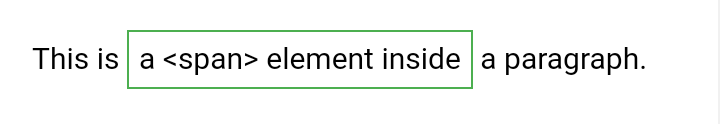 This is a <span> element inside a paragraph.